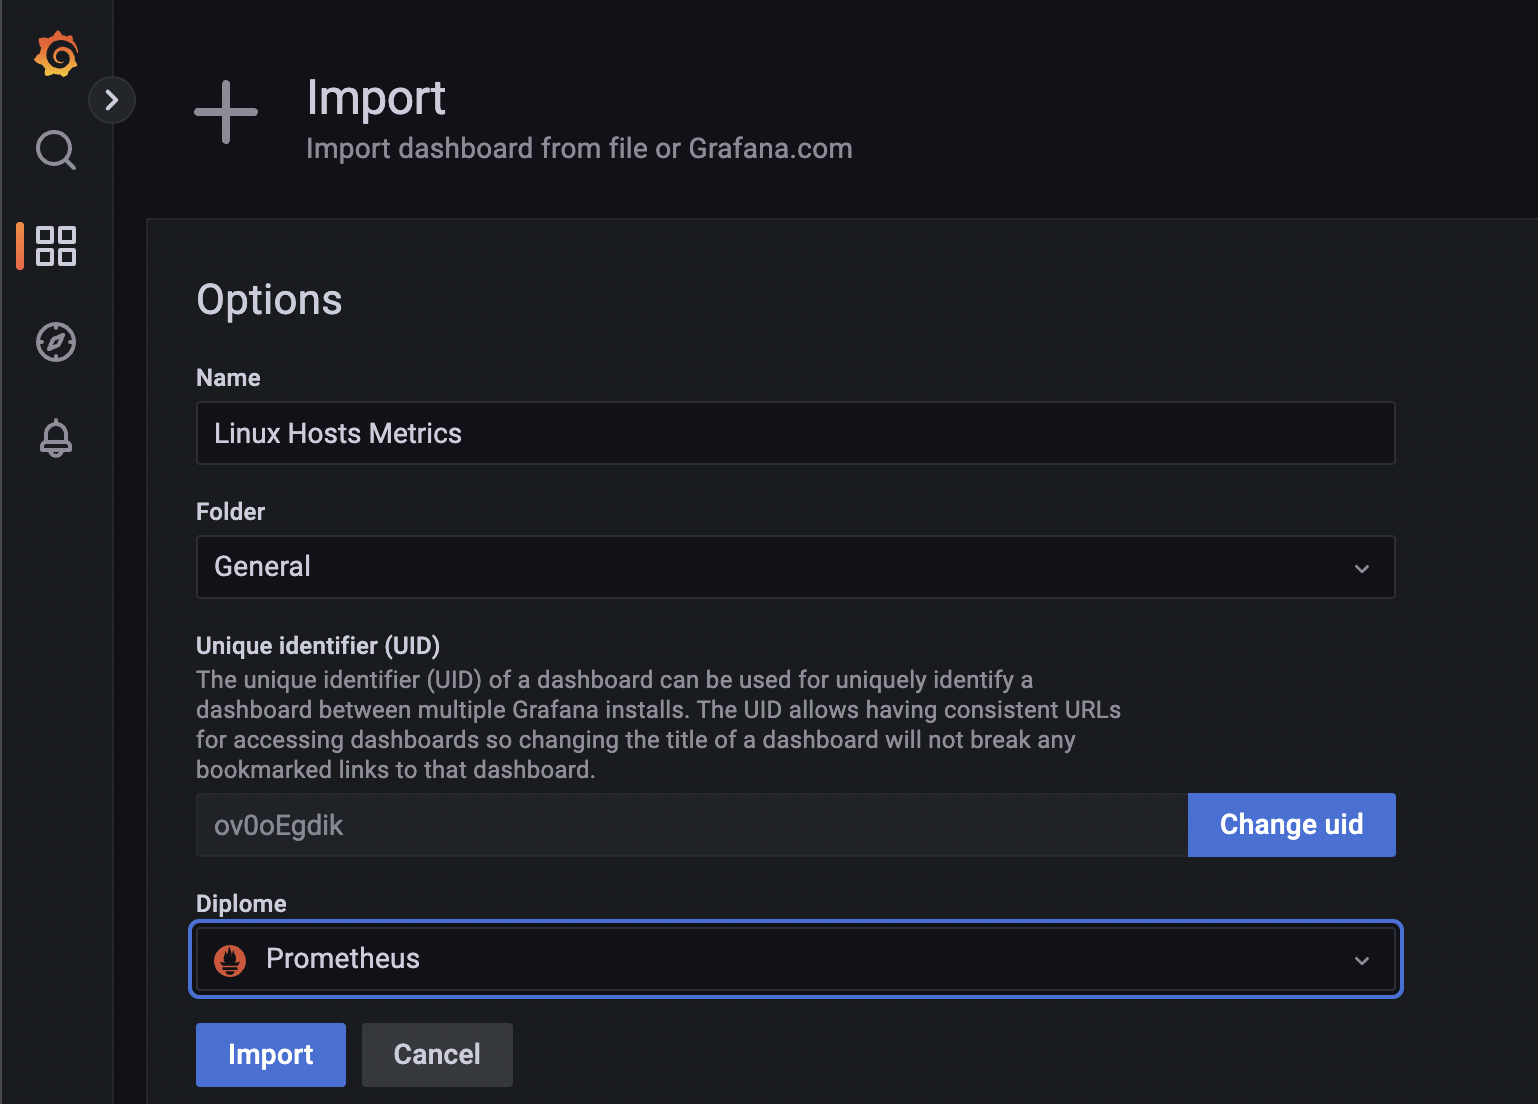 Import
Import dashboard from file or Grafana.com
Options
Name
Linux Hosts Metrics
Folder
General
Unique identifier (UID)
The unique identifier (UID) of a dashboard can be used for uniquely identify a
dashboard between multiple Grafana installs. The UID allows having consistent URLs
for accessing dashboards so changing the title of a dashboard will not break any
bookmarked links to that dashboard.
ov0oEgdik
Change uid
Diplome
Prometheus
Import
Cancel